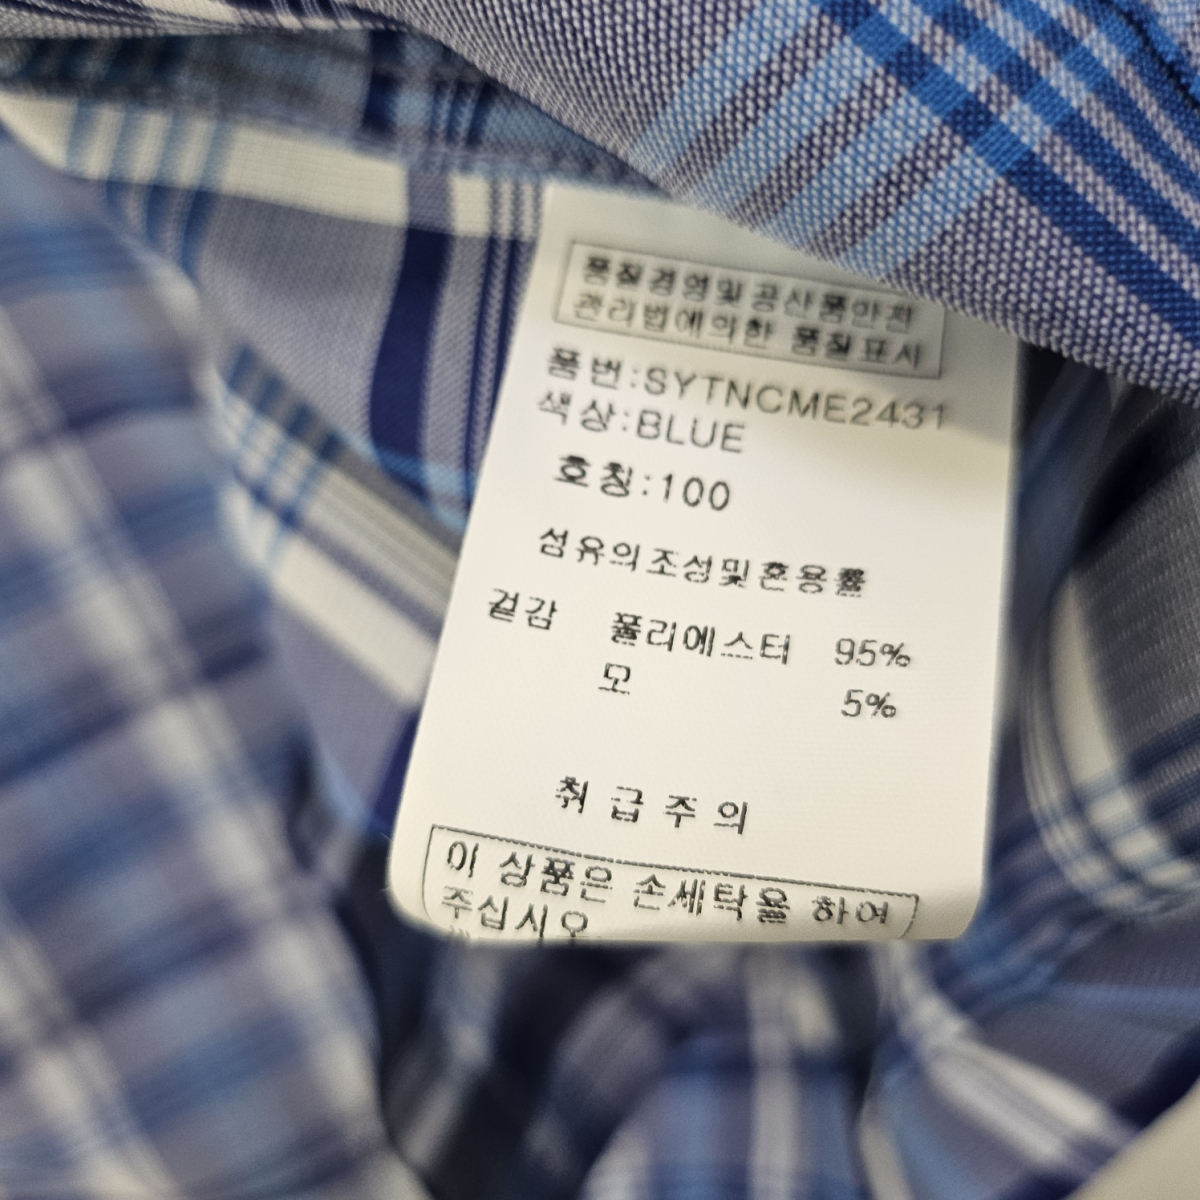 품질경영및공산품안전
관리법에의한 품질표시
품번:SYTNCME2431
색상:BLUE
호칭:100
섬유의조성및혼용률
겉감 폴리에스터 95%
모 5%
취급주의
이 상품은 손세탁을 하여
주십시오